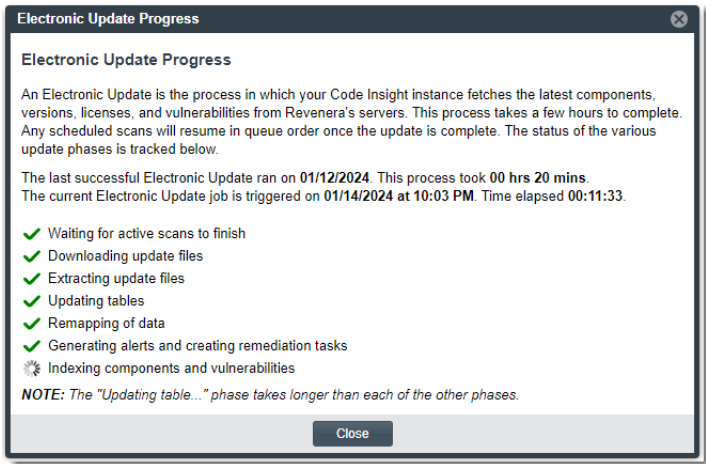 Electronic Update Progress
Electronic Update Progress
An Electronic Update is the process in which your Code Insight instance fetches the latest components,
versions, licenses, and vulnerabilities from Revenera's servers. This process takes a few hours to complete.
Any scheduled scans will resume in queue order once the update is complete. The status of the various
update phases is tracked below.
The last successful Electronic Update ran on 01/12/2024. This process took 00 hrs 20 mins.
The current Electronic Update job is triggered on 01/14/2024 at 10:03 PM. Time elapsed 00:11:33.
Waiting for active scans to finish
Downloading update files
Extracting update files
Updating tables
Remapping of data
Generating alerts and creating remediation tasks
Indexing components and vulnerabilities
NOTE: The "Updating table..." phase takes longer than each of the other phases.
Close